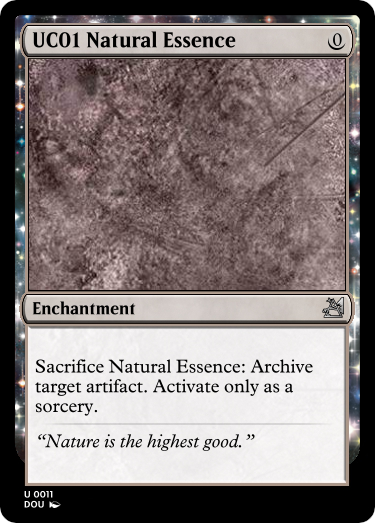 UC01 Natural Essence 0
Enchantment
Sacrifice Natural Essence: Archive
target artifact. Activate only as a
sorcery.
“Nature is the highest good.”
U 0011
DOU